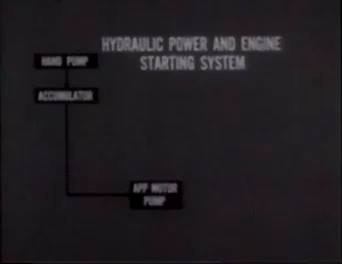 HYDRAULIC POWER AND ENGINE
STARTING SYSTEM
HAND PUMP
ACCUMULATOR
APP MOTOR
PUMP